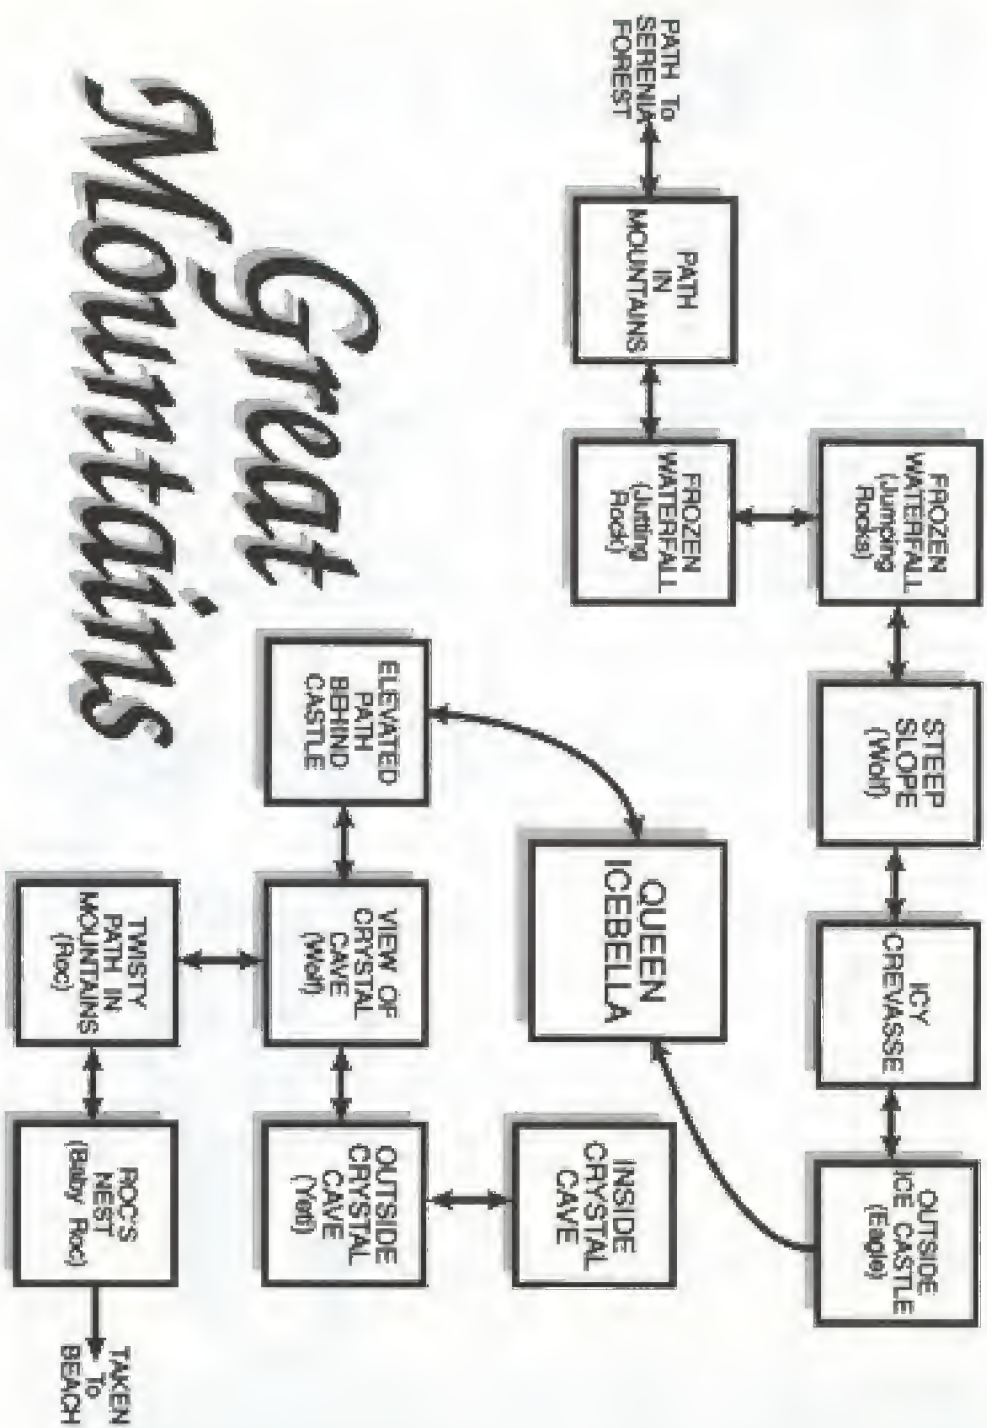 PATH To
SERENIA
FOREST
PATH
IN
MOUNTAINS
FROZEN
WATERFALL
(Jutting
Rock)
FROZEN
WATERFALL
(Jumping
Rocks)
STEEP
SLOPE
(Wolf)
ICY
CREVASSE
OUTSIDE
ICE CASTLE
(Eagle)
QUEEN
ICEBELLA
ELEVATED
PATH
BEHIND
CASTLE
VIEW OF
CRYSTAL
CAVE
(Wolf)
OUTSIDE
CRYSTAL
CAVE
(Yeti)
INSIDE
CRYSTAL
CAVE
TWISTY
PATH IN
MOUNTAINS
(Roc)
ROC'S
NEST
(Baby Roc)
TAKEN
To
BEACH
Great
Mountains